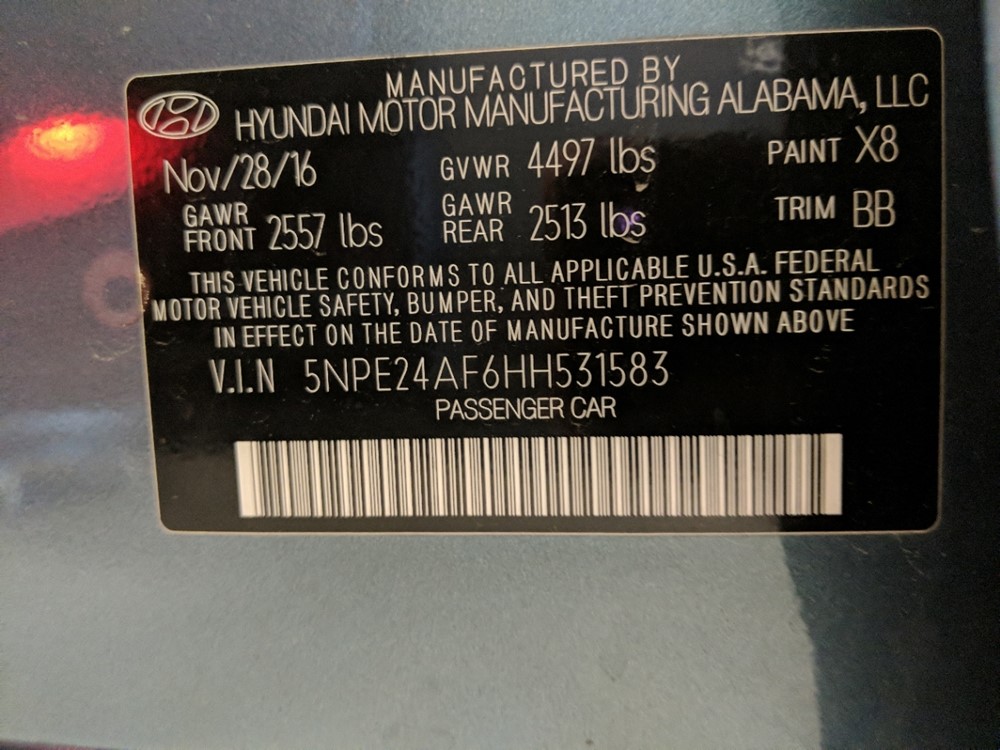 MANUFACTURED BY
HYUNDAI MOTOR MANUFACTURING ALABAMA, LLC
Nov/28/16 GVWR 4497 lbs PAINT X8
GAWR FRONT 2557 lbs GAWR REAR 2513 lbs TRIM BB
THIS VEHICLE CONFORMS TO ALL APPLICABLE U.S.A. FEDERAL
MOTOR VEHICLE SAFETY, BUMPER, AND THEFT PREVENTION STANDARDS
IN EFFECT ON THE DATE OF MANUFACTURE SHOWN ABOVE
V.I.N 5NPE24AF6HH531583
PASSENGER CAR